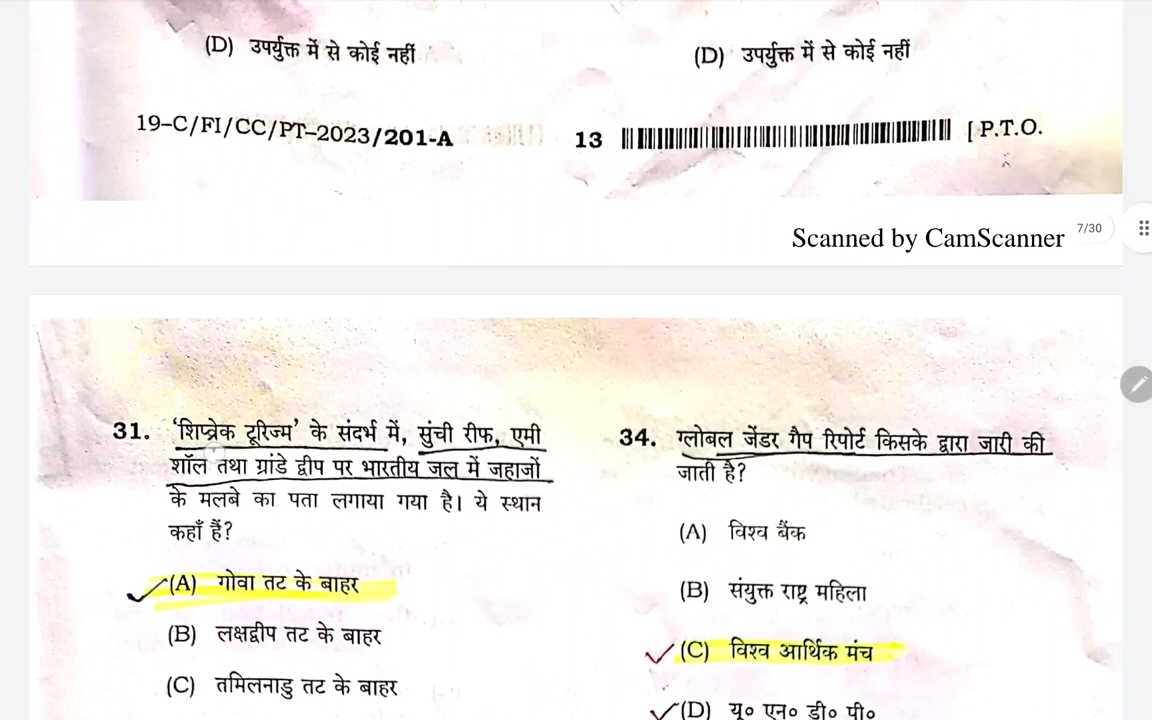 (D) उपर्युक्त में से कोई नहीं
(D) उपर्युक्त में से कोई नहीं
19-C/FI/CC/PT-2023/201-A
13
[ P.T.O.
Scanned by CamScanner
7/30
31. ‘शिप्व्रेक टूरिज्म’ के संदर्भ में, सुंची रीफ, एमी
शॉल तथा ग्रांडे द्वीप पर भारतीय जल में जहाजों
के मलबे का पता लगाया गया है। ये स्थान
कहाँ हैं?
(A) गोवा तट के बाहर
(B) लक्षद्वीप तट के बाहर
(C) तमिलनाडु तट के बाहर
34. ग्लोबल जेंडर गैप रिपोर्ट किसके द्वारा जारी की
जाती है?
(A) विश्व बैंक
(B) संयुक्त राष्ट्र महिला
(C) विश्व आर्थिक मंच
(D) यू० एन० डी० पी०